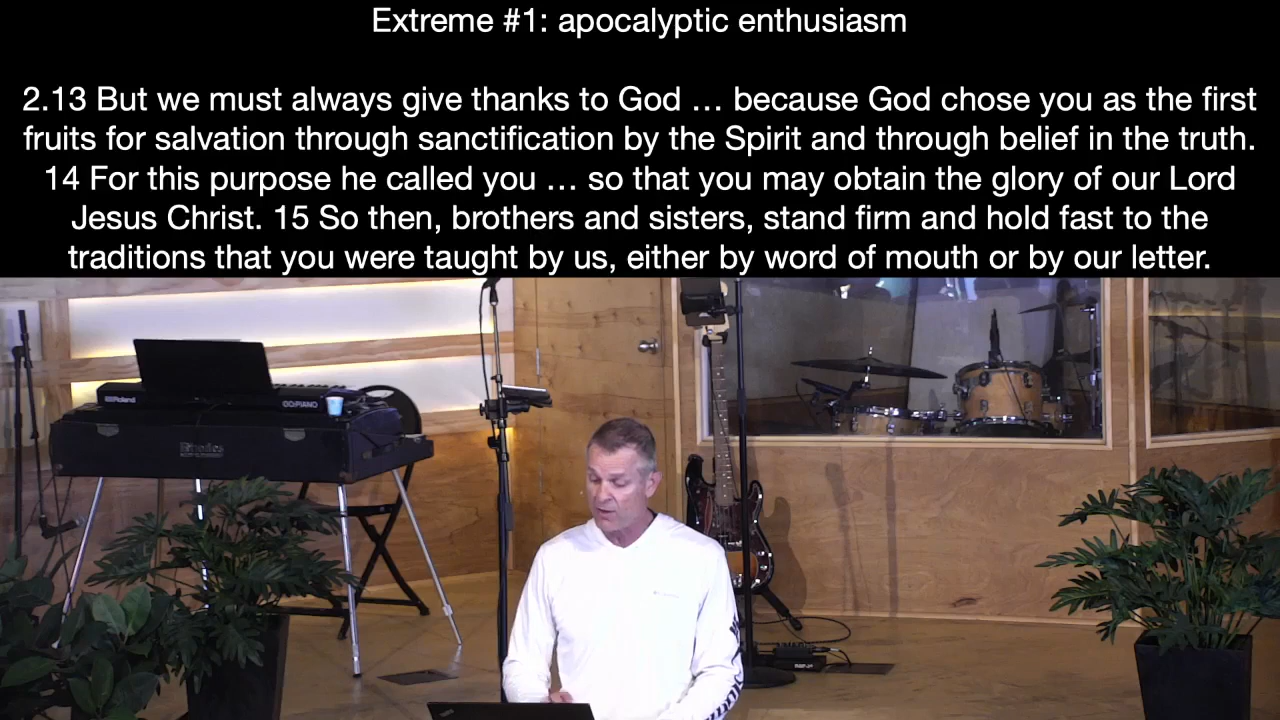 Extreme #1: apocalyptic enthusiasm
2.13 But we must always give thanks to God … because God chose you as the first
fruits for salvation through sanctification by the Spirit and through belief in the truth.
14 For this purpose he called you … so that you may obtain the glory of our Lord
Jesus Christ. 15 So then, brothers and sisters, stand firm and hold fast to the
traditions that you were taught by us, either by word of mouth or by our letter.
Roland
GO:PIANO
Rhodes